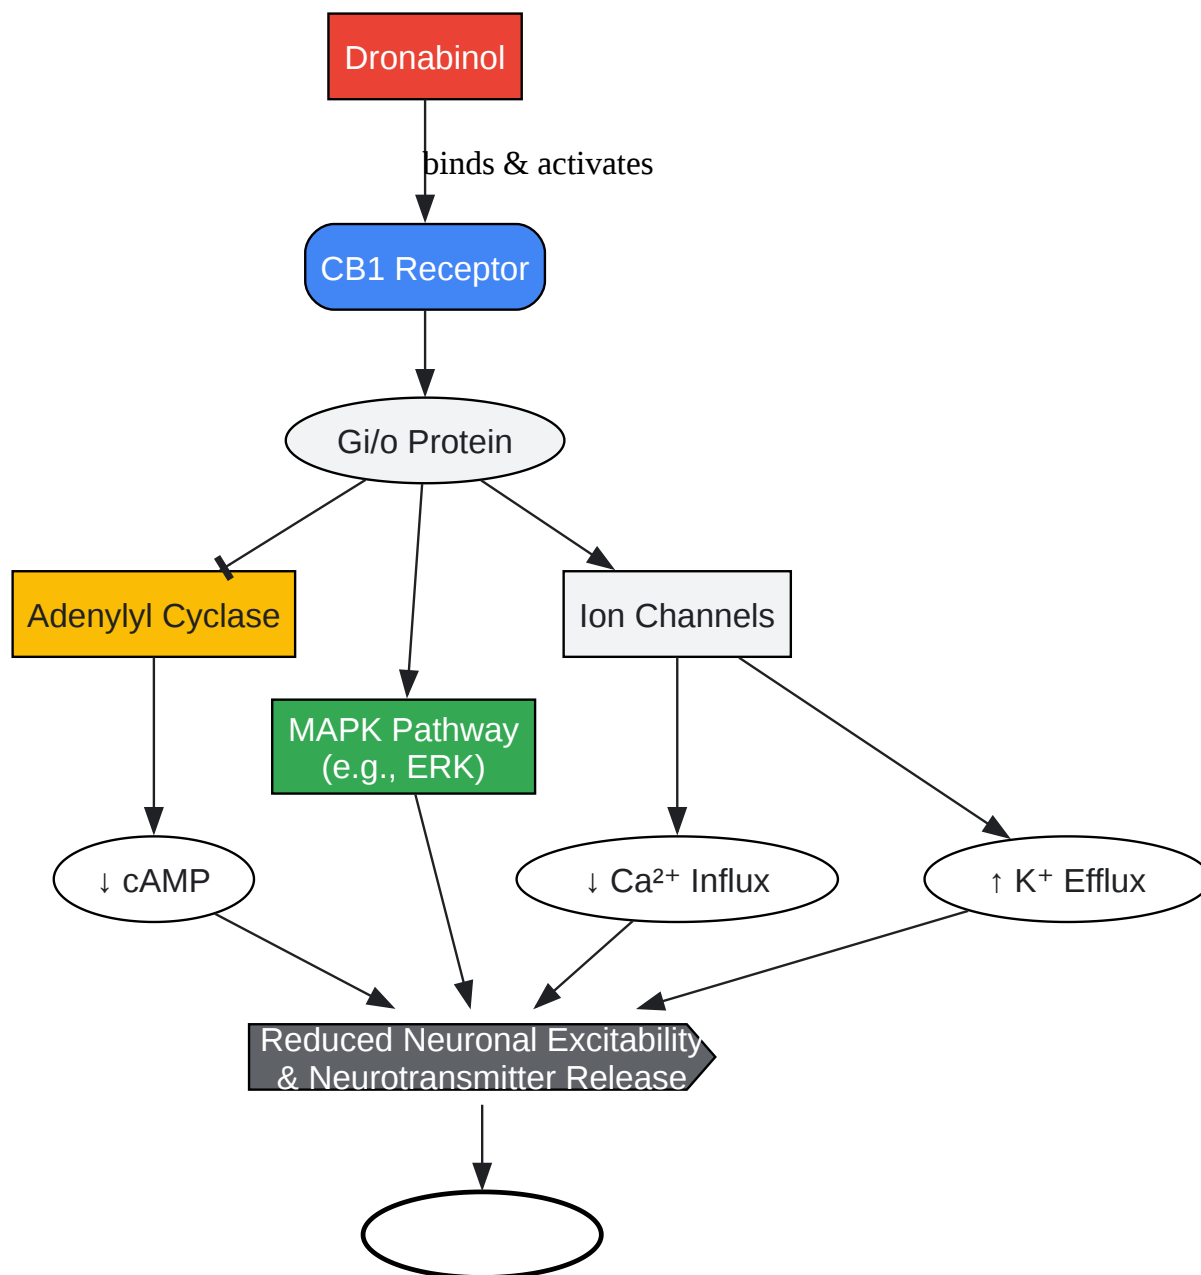 Dronabinol
binds & activates
CB1 Receptor
Gi/o Protein
Adenylyl Cyclase
Ion Channels
MAPK Pathway
(e.g., ERK)
↓ cAMP
↓ Ca²⁺ Influx
↑ K⁺ Efflux
Reduced Neuronal Excitability
& Neurotransmitter Release